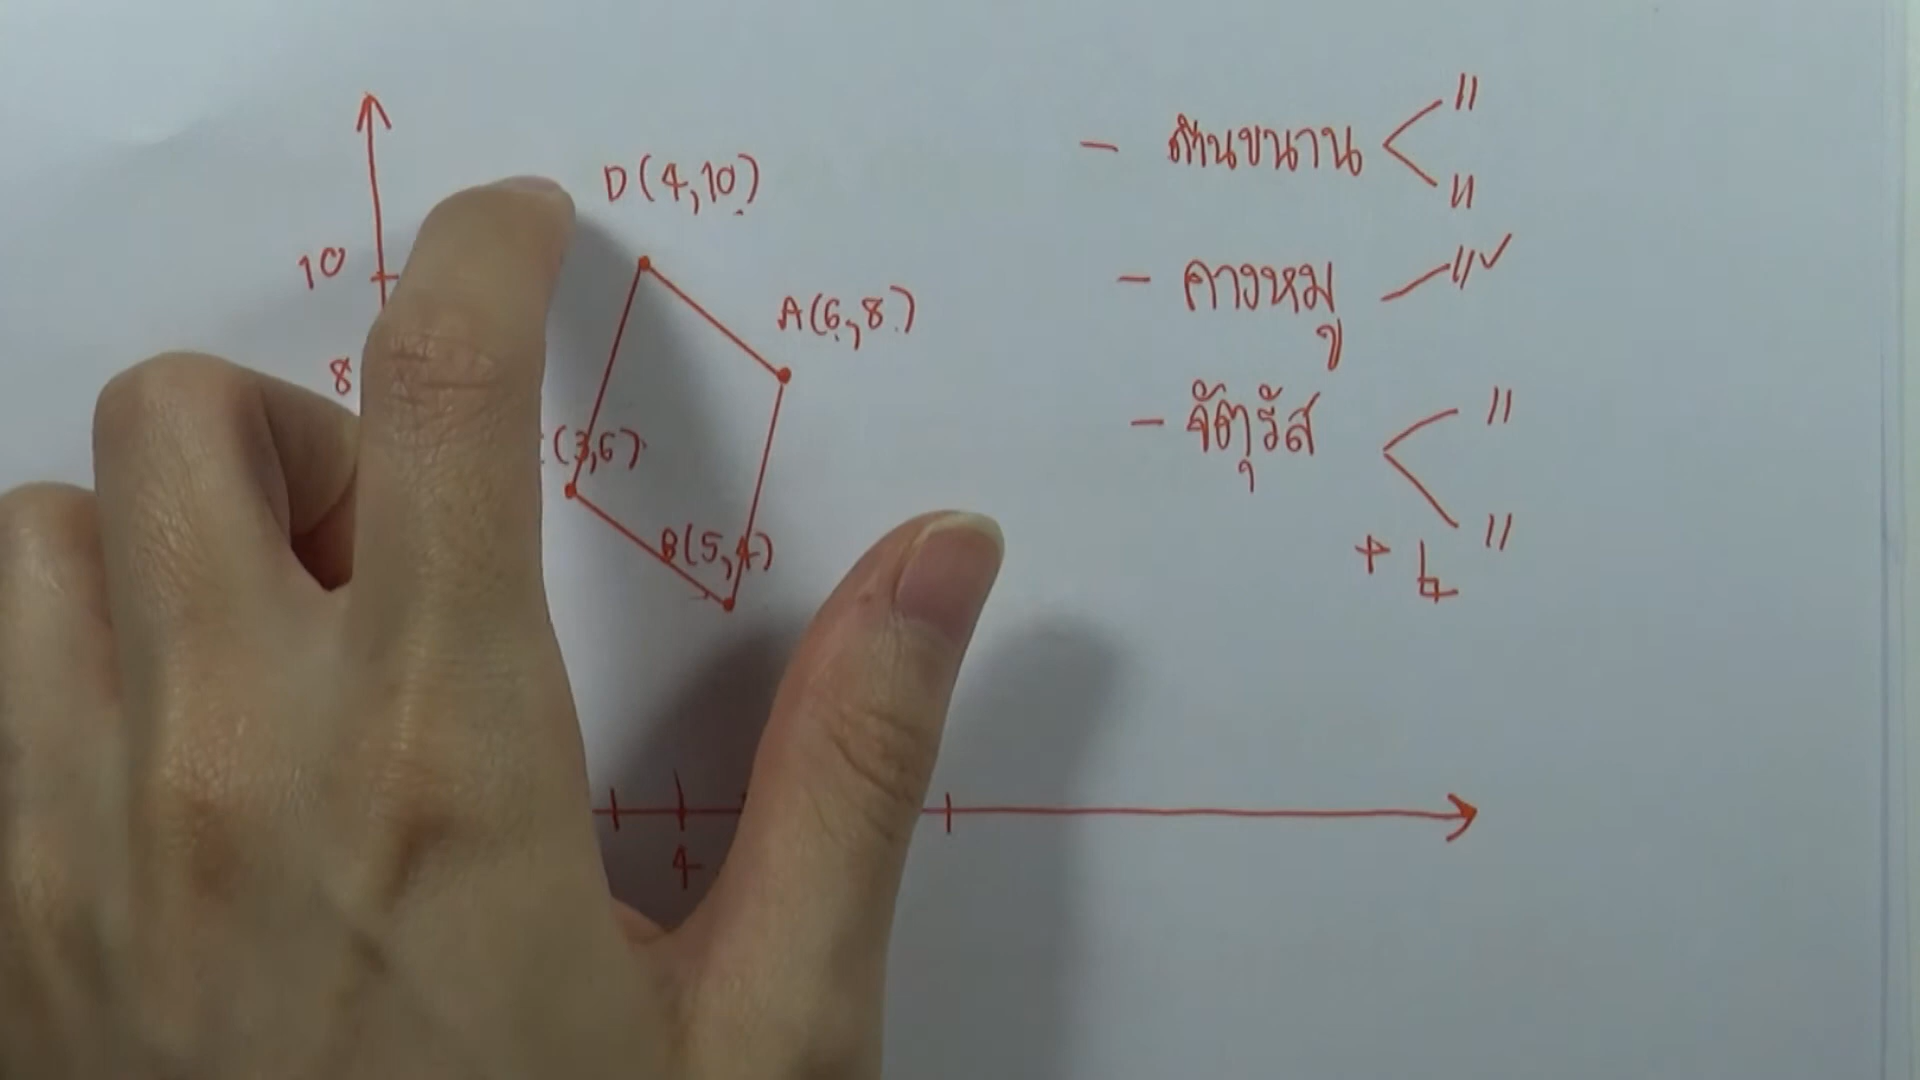 D(4,10)
A(6,8)
10
8
(3,6)
B(5,4)
4
- ด้านขนาน
- คางหมู
- จัตุรัส
+